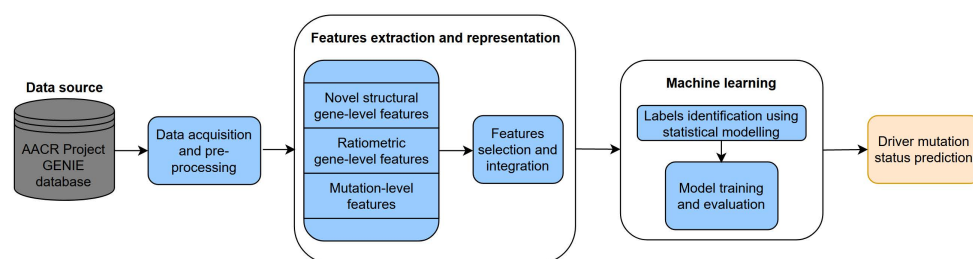 Data source
AACR Project
GENIE
database
Data acquisition
and pre-
processing
Features extraction and representation
Novel structural
gene-level features
Ratiometric
gene-level features
Mutation-level
features
Features
selection and
integration
Machine learning
Labels identification using
statistical modelling
Model training
and evaluation
Driver mutation
status prediction